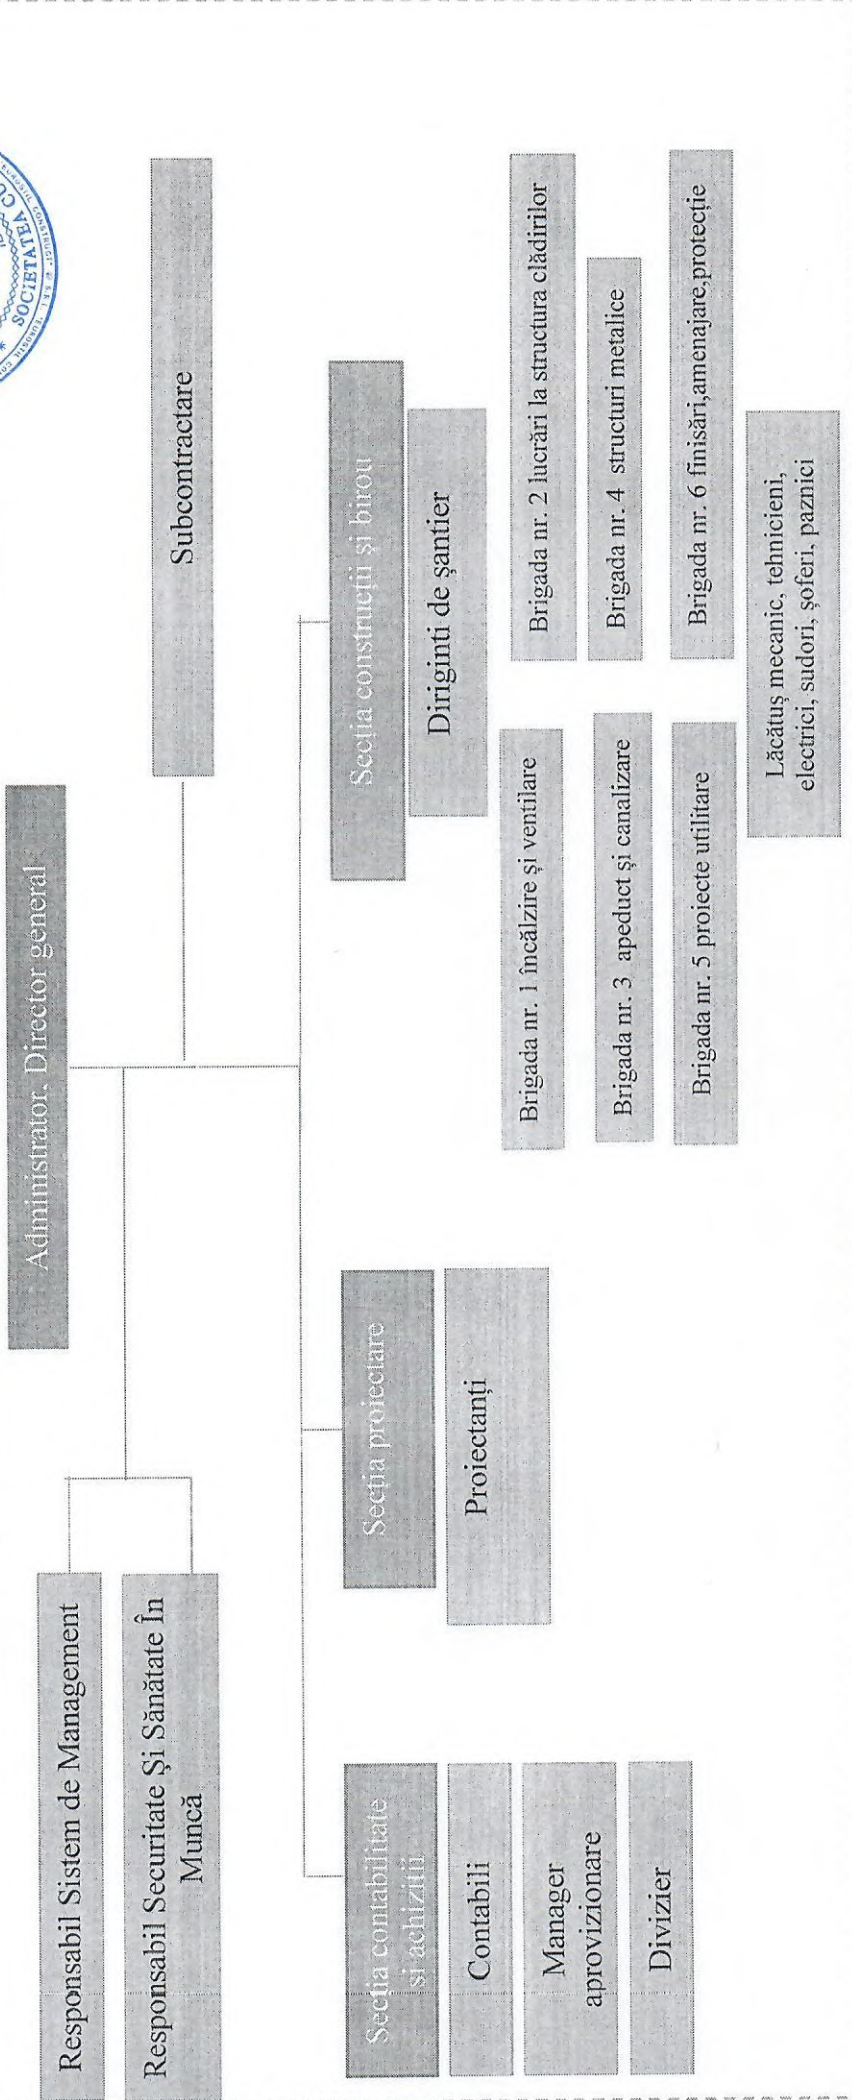 Administrator. Director general
Responsabil Sistem de Management
Responsabil Securitate Și Sănătate În
Muncă
Subcontractare
Secția contabilitate
și achizitii
Contabili
Manager
aprovizionare
Divizier
Secția proiectare
Proiectanți
Secția construcții și birou
Diriginti de șantier
Brigada nr. 1 încălzire și ventilare
Brigada nr. 2 lucrări la structura clădirilor
Brigada nr. 3 apeduct și canalizare
Brigada nr. 4 structuri metalice
Brigada nr. 5 proiecte utilitare
Brigada nr. 6 finisări,amenajare,protecție
Lăcătuș mecanic, tehnicieni,
electrici, sudori, șoferi, paznici
SOCIETATEA